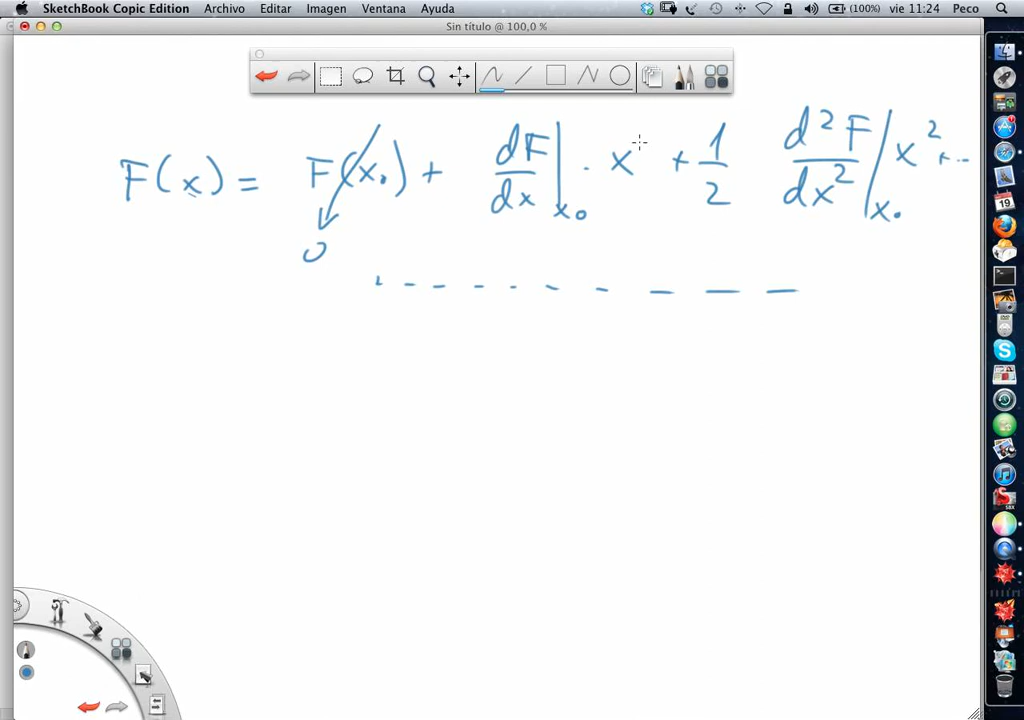 SketchBook Copic Edition Archivo Editar Imagen Ventana Ayuda (100%) vie 11:24 Peco
Sin título @ 100,0 %
F(x) = F(x₀) + dF/dx|x₀ · x + 1/2 d²F/dx²|x₀ x² + ...
0
19